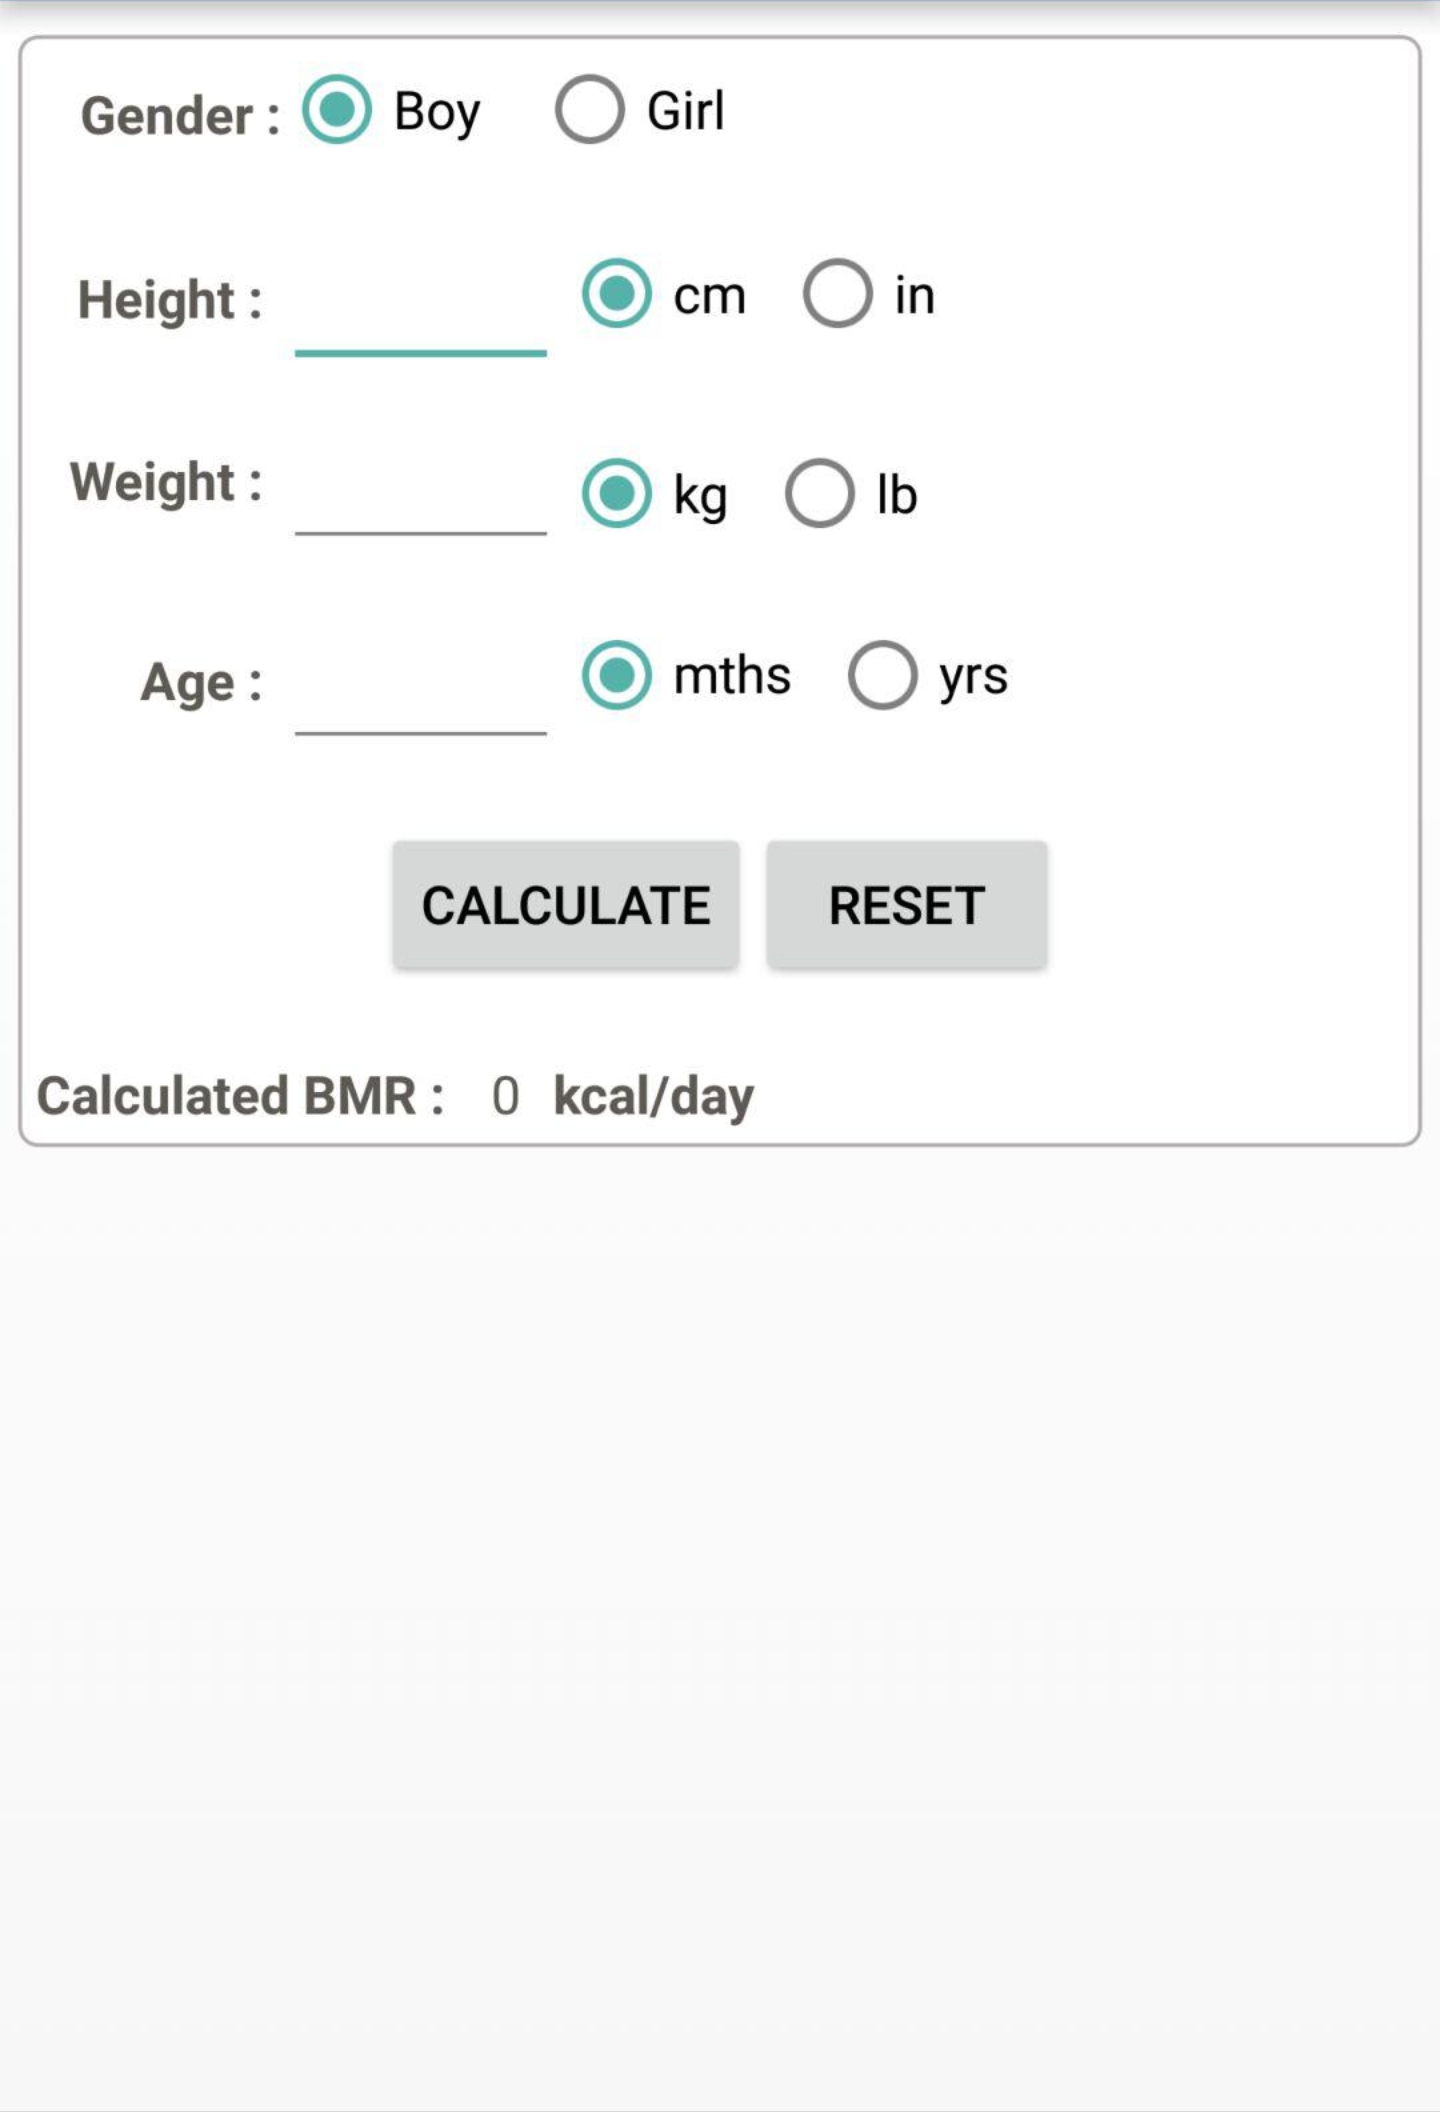 Gender : Boy Girl
Height : cm in
Weight : kg lb
Age : mths yrs
CALCULATE RESET
Calculated BMR : 0 kcal/day